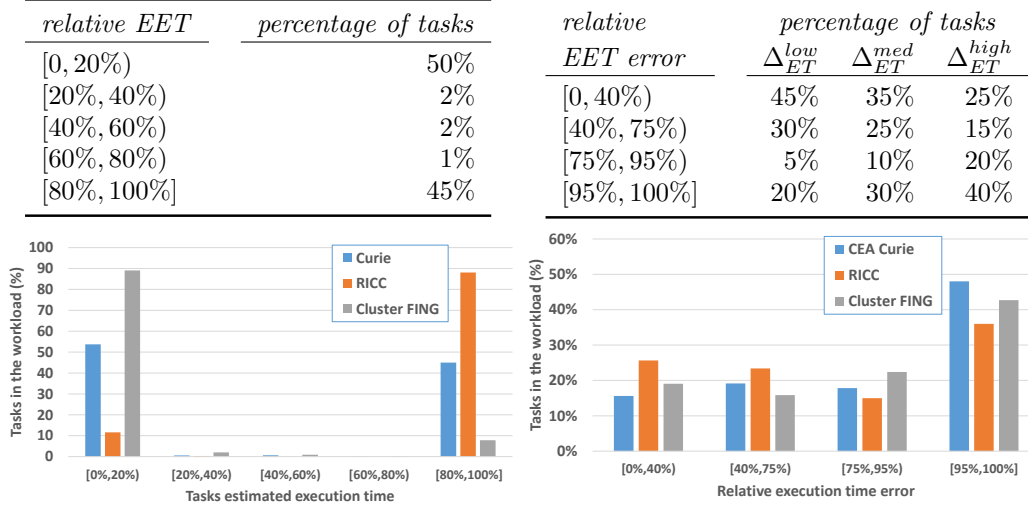 relative EET percentage of tasks
[0, 20%) 50%
[20%, 40%) 2%
[40%, 60%) 2%
[60%, 80%) 1%
[80%, 100%] 45%
relative percentage of tasks
EET error Δ^{low}_{ET} Δ^{med}_{ET} Δ^{high}_{ET}
[0, 40%) 45% 35% 25%
[40%, 75%) 30% 25% 15%
[75%, 95%) 5% 10% 20%
[95%, 100%] 20% 30% 40%
Tasks in the workload (%)
100
90
80
70
60
50
40
30
20
10
0
Curie
RICC
Cluster FING
[0%,20%) [20%,40%) [40%,60%) [60%,80%) [80%,100%]
Tasks estimated execution time
Tasks in the workload (%)
60%
50%
40%
30%
20%
10%
0%
CEA Curie
RICC
Cluster FING
[0%,40%) [40%,75%) [75%,95%) [95%,100%]
Relative execution time error